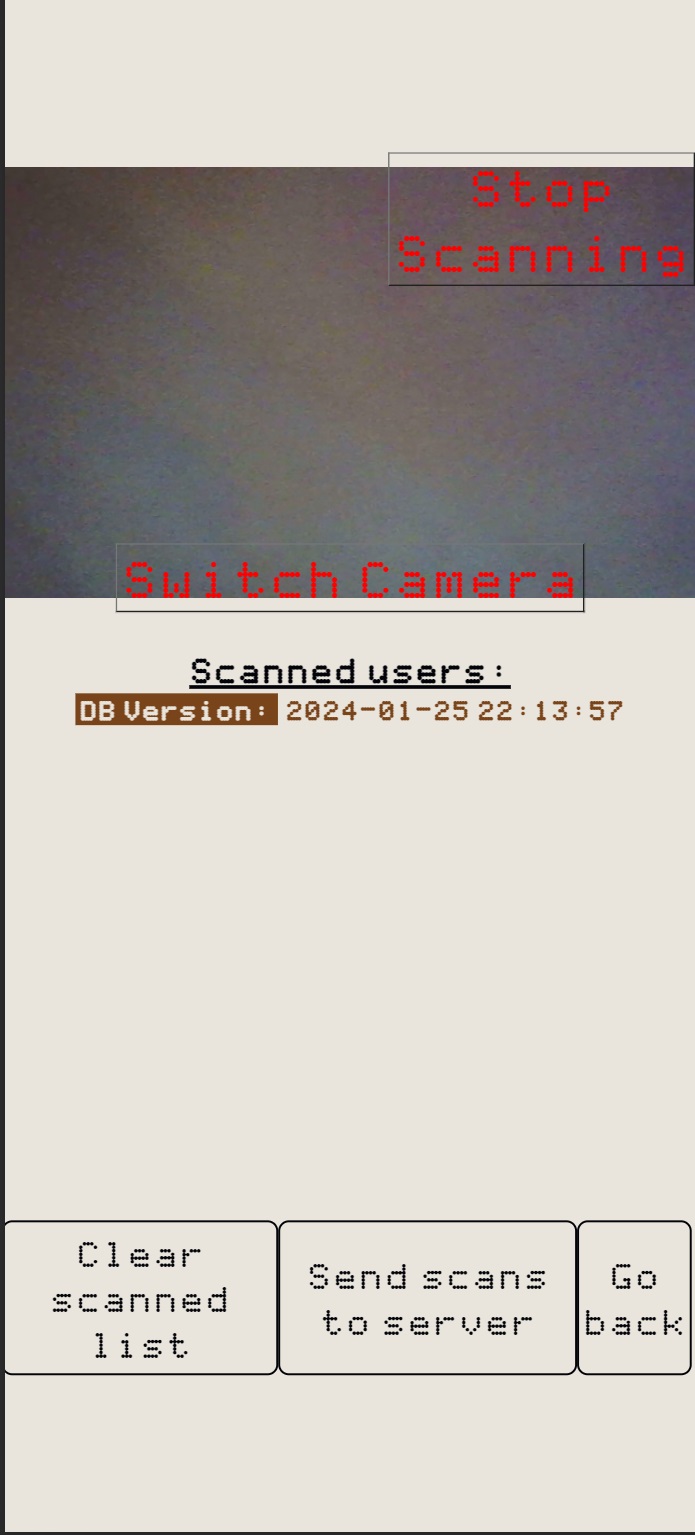 Stop
Scanning
Switch Camera
Scanned users:
DB Version: 2024-01-25 22:13:57
Clear
scanned
list
Send scans
to server
Go
back